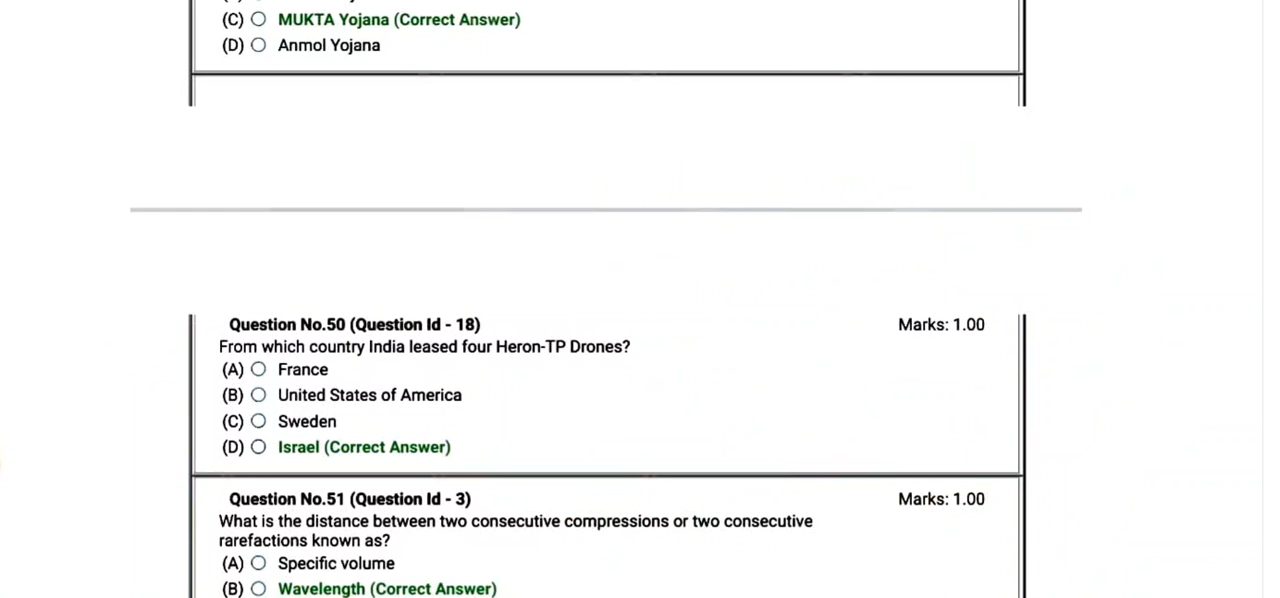 (C) MUKTA Yojana (Correct Answer)
(D) Anmol Yojana
Question No.50 (Question Id - 18) Marks: 1.00
From which country India leased four Heron-TP Drones?
(A) France
(B) United States of America
(C) Sweden
(D) Israel (Correct Answer)
Question No.51 (Question Id - 3) Marks: 1.00
What is the distance between two consecutive compressions or two consecutive
rarefactions known as?
(A) Specific volume
(B) Wavelength (Correct Answer)